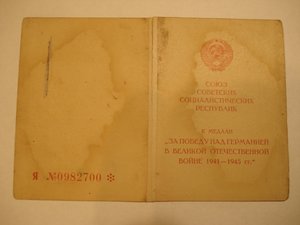 Я №0982700 ✻
СОЮЗ
СОВЕТСКИХ
СОЦИАЛИСТИЧЕСКИХ
РЕСПУБЛИК
К МЕДАЛИ
„ЗА ПОБЕДУ НАД ГЕРМАНИЕЙ
В ВЕЛИКОЙ ОТЕЧЕСТВЕННОЙ
ВОЙНЕ 1941—1945 гг.“